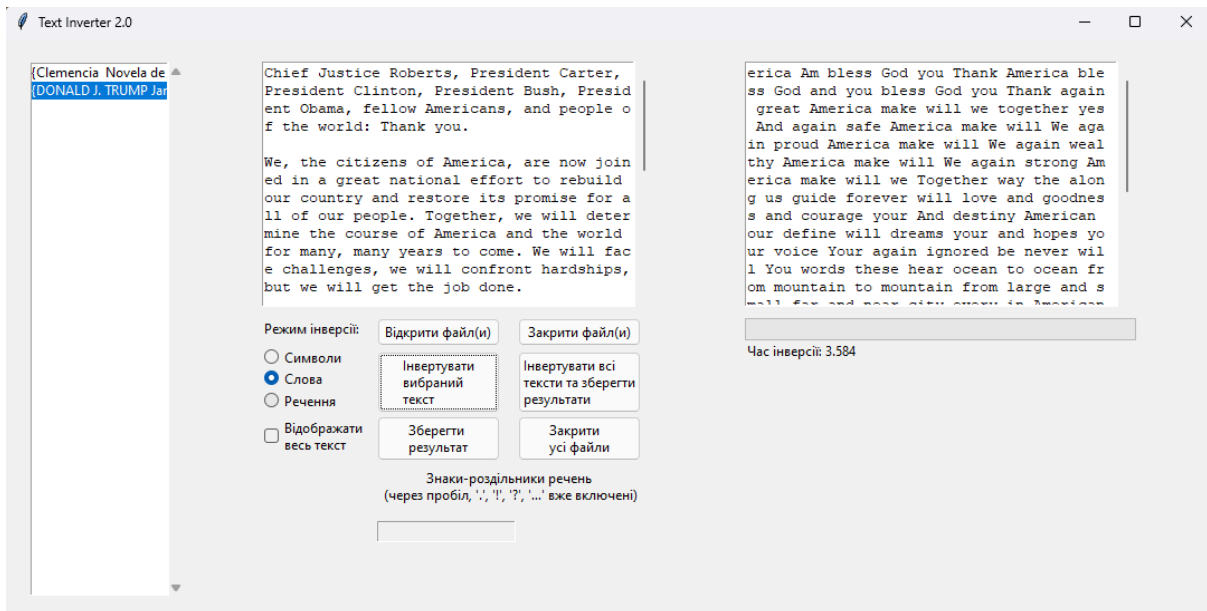 Text Inverter 2.0
{Clemencia Novela de
{DONALD J. TRUMP Jar
Chief Justice Roberts, President Carter,
President Clinton, President Bush, Presid
ent Obama, fellow Americans, and people o
f the world: Thank you.
We, the citizens of America, are now join
ed in a great national effort to rebuild
our country and restore its promise for a
ll of our people. Together, we will deter
mine the course of America and the world
for many, many years to come. We will fac
e challenges, we will confront hardships,
but we will get the job done.
Режим інверсії:
Символи
Слова
Речення
Відображати
весь текст
Відкрити файл(и)
Закрити файл(и)
Інвертувати
вибраний
текст
Інвертувати всі
тексти та зберегти
результати
Зберегти
результат
Закрити
усі файли
Знаки-роздільники речень
(через пробіл, '.', '!', '?', '...' вже включені)
erica Am bless God you Thank America ble
ss God and you bless God you Thank again
great America make will we together yes
And again safe America make will We aga
in proud America make will We again weal
thy America make will We again strong Am
erica make will we Together way the alon
g us guide forever will love and goodnes
s and courage your And destiny American
our define will dreams your and hopes yo
ur voice Your again ignored be never wil
l You words these hear ocean to ocean fr
om mountain to mountain from large and s
mall far and near city every in American
Час інверсії: 3.584